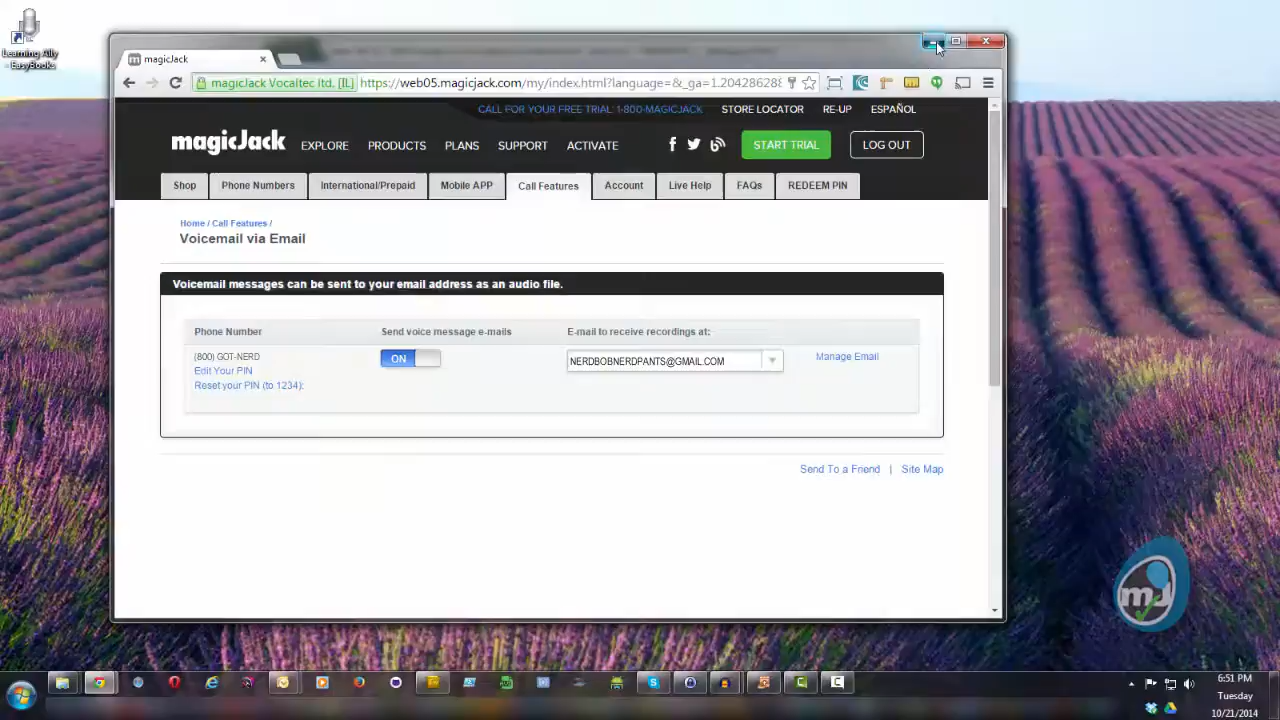 Learning Ally
- EasyBooks
magicJack
magicJack Vocaltec ltd. [IL] https://web05.magicjack.com/my/index.html?language=&_ga=1.204286288
CALL FOR YOUR FREE TRIAL: 1-800-MAGICJACK STORE LOCATOR RE-UP ESPAÑOL
magicJack EXPLORE PRODUCTS PLANS SUPPORT ACTIVATE START TRIAL LOG OUT
Shop Phone Numbers International/Prepaid Mobile APP Call Features Account Live Help FAQs REDEEM PIN
Home / Call Features /
Voicemail via Email
Voicemail messages can be sent to your email address as an audio file.
Phone Number Send voice message e-mails E-mail to receive recordings at:
(800) GOT-NERD ON NERDBOBNERDPANTS@GMAIL.COM Manage Email
Edit Your PIN
Reset your PIN (to 1234):
Send To a Friend | Site Map
mJ
6:51 PM
Tuesday
10/21/2014